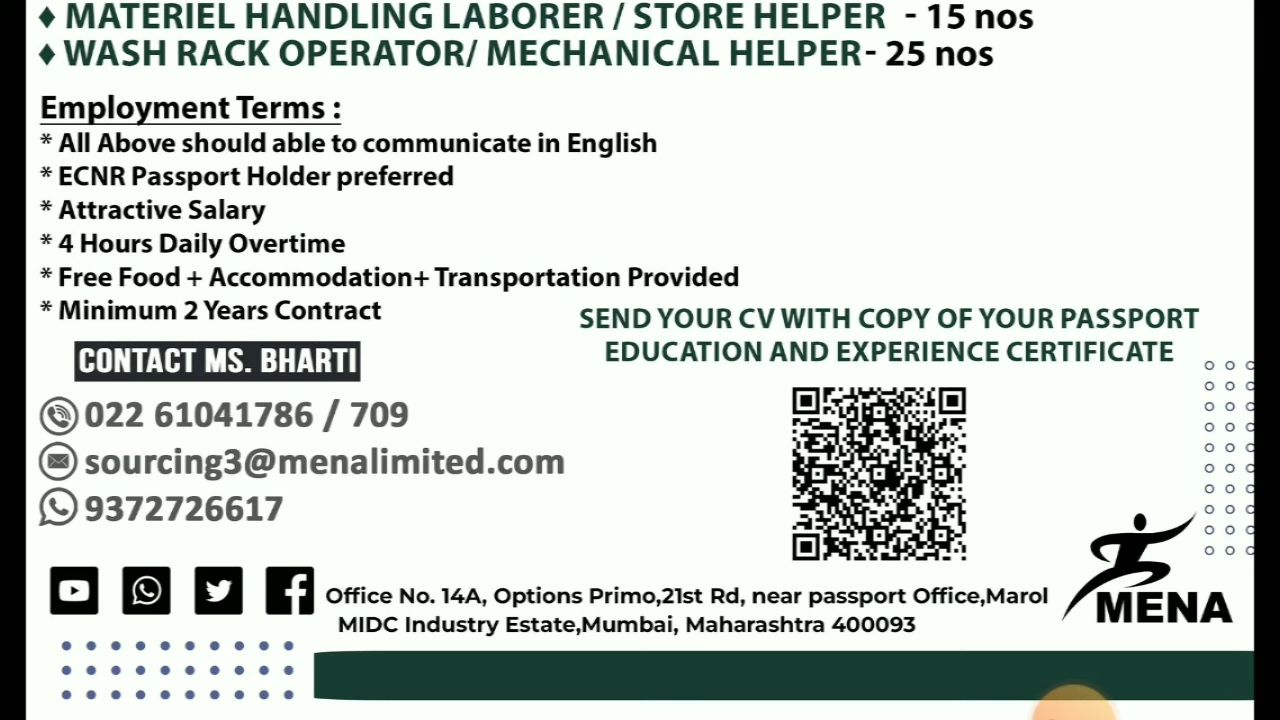 ♦ MATERIEL HANDLING LABORER / STORE HELPER - 15 nos
♦ WASH RACK OPERATOR/ MECHANICAL HELPER- 25 nos
Employment Terms :
* All Above should able to communicate in English
* ECNR Passport Holder preferred
* Attractive Salary
* 4 Hours Daily Overtime
* Free Food + Accommodation+ Transportation Provided
* Minimum 2 Years Contract
SEND YOUR CV WITH COPY OF YOUR PASSPORT
EDUCATION AND EXPERIENCE CERTIFICATE
CONTACT MS. BHARTI
022 61041786 / 709
sourcing3@menalimited.com
9372726617
Office No. 14A, Options Primo,21st Rd, near passport Office,Marol
MIDC Industry Estate,Mumbai, Maharashtra 400093
MENA